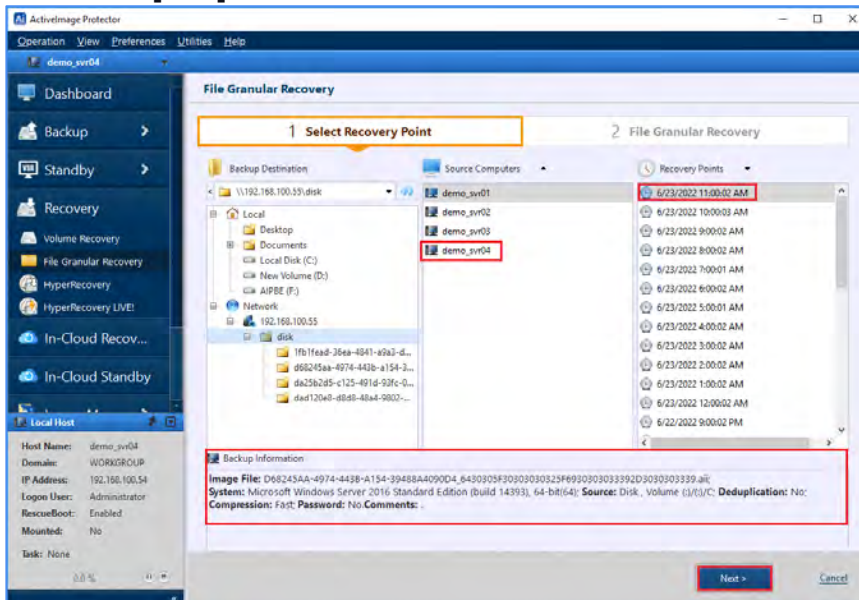 ActiveImage Protector
Operation View Preferences Utilities Help
demo_svr04
Dashboard
Backup
Standby
Recovery
Volume Recovery
File Granular Recovery
HyperRecovery
HyperRecovery LIVE!
In-Cloud Recov...
In-Cloud Standby
Local Host
Host Name: demo_svr04
Domain: WORKGROUP
IP Address: 192.168.100.54
Logon User: Administrator
RescueBoot: Enabled
Mounted: No
Task: None
0.0 %
File Granular Recovery
1 Select Recovery Point
2 File Granular Recovery
Backup Destination
\\192.168.100.55\disk
Local
Desktop
Documents
Local Disk (C:)
New Volume (D:)
AIPBE (F:)
Network
192.168.100.55
disk
1fb1fead-36ea-4841-a9a3-d...
d68245aa-4974-443b-a154-3...
da25b2d5-c125-491d-93fc-0...
dad120e8-d8d8-48a4-9802-...
Source Computers
demo_svr01
demo_svr02
demo_svr03
demo_svr04
Recovery Points
6/23/2022 11:00:02 AM
6/23/2022 10:00:03 AM
6/23/2022 9:00:02 AM
6/23/2022 8:00:02 AM
6/23/2022 7:00:01 AM
6/23/2022 6:00:02 AM
6/23/2022 5:00:01 AM
6/23/2022 4:00:02 AM
6/23/2022 3:00:02 AM
6/23/2022 2:00:02 AM
6/23/2022 1:00:02 AM
6/23/2022 12:00:02 AM
6/22/2022 9:00:02 PM
Backup Information
Image File: D68245AA-4974-443B-A154-39488A4090D4_6430305F30303030325F6930303033392D3030303339.aii;
System: Microsoft Windows Server 2016 Standard Edition (build 14393), 64-bit(64); Source: Disk , Volume (:)/(:)/C; Deduplication: No;
Compression: Fast; Password: No.Comments: .
Next >
Cancel